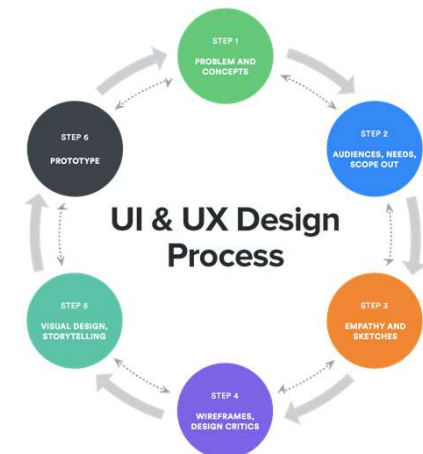 STEP 1
PROBLEM AND
CONCEPTS
STEP 2
AUDIENCES, NEEDS,
SCOPE OUT
STEP 3
EMPATHY AND
SKETCHES
STEP 4
WIREFRAMES,
DESIGN CRITICS
STEP 5
VISUAL DESIGN,
STORYTELLING
STEP 6
PROTOTYPE
UI & UX Design
Process